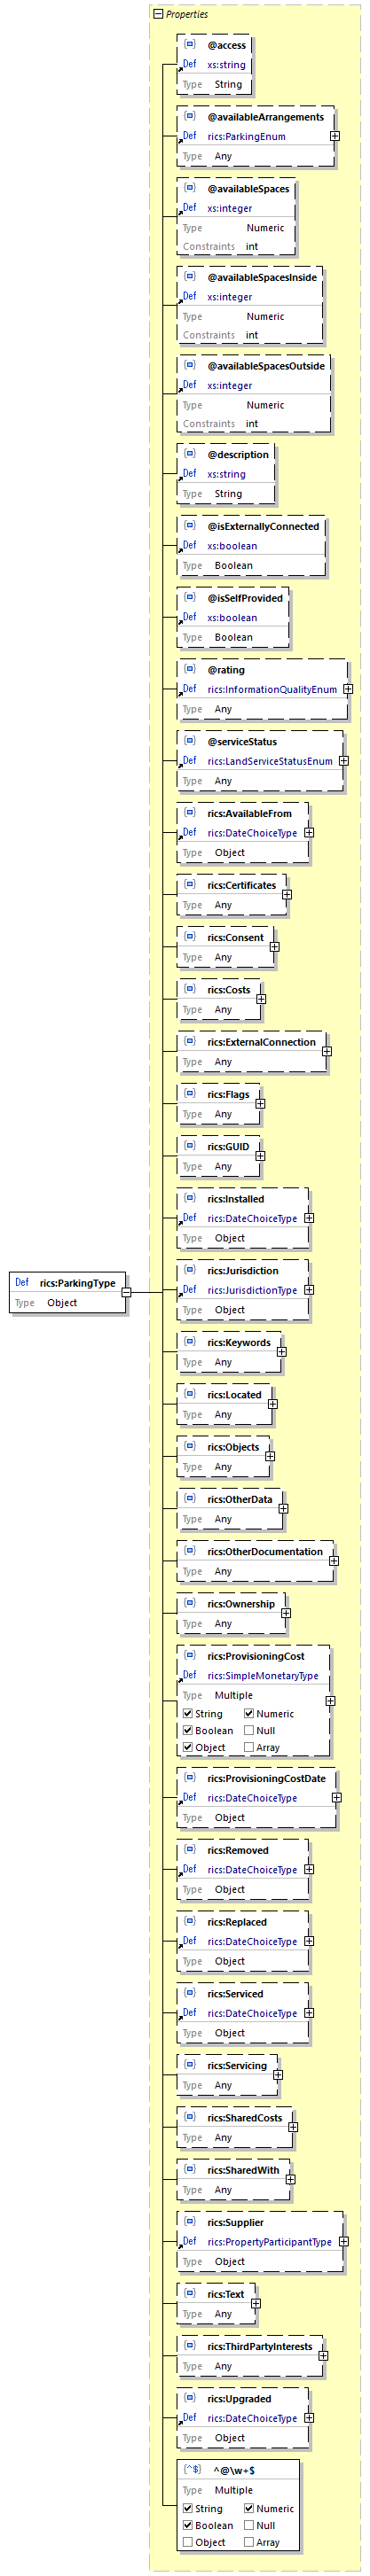 Properties
@access
Def xs:string
Type String
@availableArrangements
Def rics:ParkingEnum
Type Any
@availableSpaces
Def xs:integer
Type Numeric
Constraints int
@availableSpacesInside
Def xs:integer
Type Numeric
Constraints int
@availableSpacesOutside
Def xs:integer
Type Numeric
Constraints int
@description
Def xs:string
Type String
@isExternallyConnected
Def xs:boolean
Type Boolean
@isSelfProvided
Def xs:boolean
Type Boolean
@rating
Def rics:InformationQualityEnum
Type Any
@serviceStatus
Def rics:LandServiceStatusEnum
Type Any
rics:AvailableFrom
Def rics:DateChoiceType
Type Object
rics:Certificates
Type Any
rics:Consent
Type Any
rics:Costs
Type Any
rics:ExternalConnection
Type Any
rics:Flags
Type Any
rics:GUID
Type Any
rics:Installed
Def rics:DateChoiceType
Type Object
Def rics:ParkingType
Type Object
rics:Jurisdiction
Def rics:JurisdictionType
Type Object
rics:Keywords
Type Any
rics:Located
Type Any
rics:Objects
Type Any
rics:OtherData
Type Any
rics:OtherDocumentation
Type Any
rics:Ownership
Type Any
rics:ProvisioningCost
Def rics:SimpleMonetaryType
Type Multiple
String Numeric
Boolean Null
Object Array
rics:ProvisioningCostDate
Def rics:DateChoiceType
Type Object
rics:Removed
Def rics:DateChoiceType
Type Object
rics:Replaced
Def rics:DateChoiceType
Type Object
rics:Serviced
Def rics:DateChoiceType
Type Object
rics:Servicing
Type Any
rics:SharedCosts
Type Any
rics:SharedWith
Type Any
rics:Supplier
Def rics:PropertyParticipantType
Type Object
rics:Text
Type Any
rics:ThirdPartyInterests
Type Any
rics:Upgraded
Def rics:DateChoiceType
Type Object
{^$} ^@\w+$
Type Multiple
String Numeric
Boolean Null
Object Array